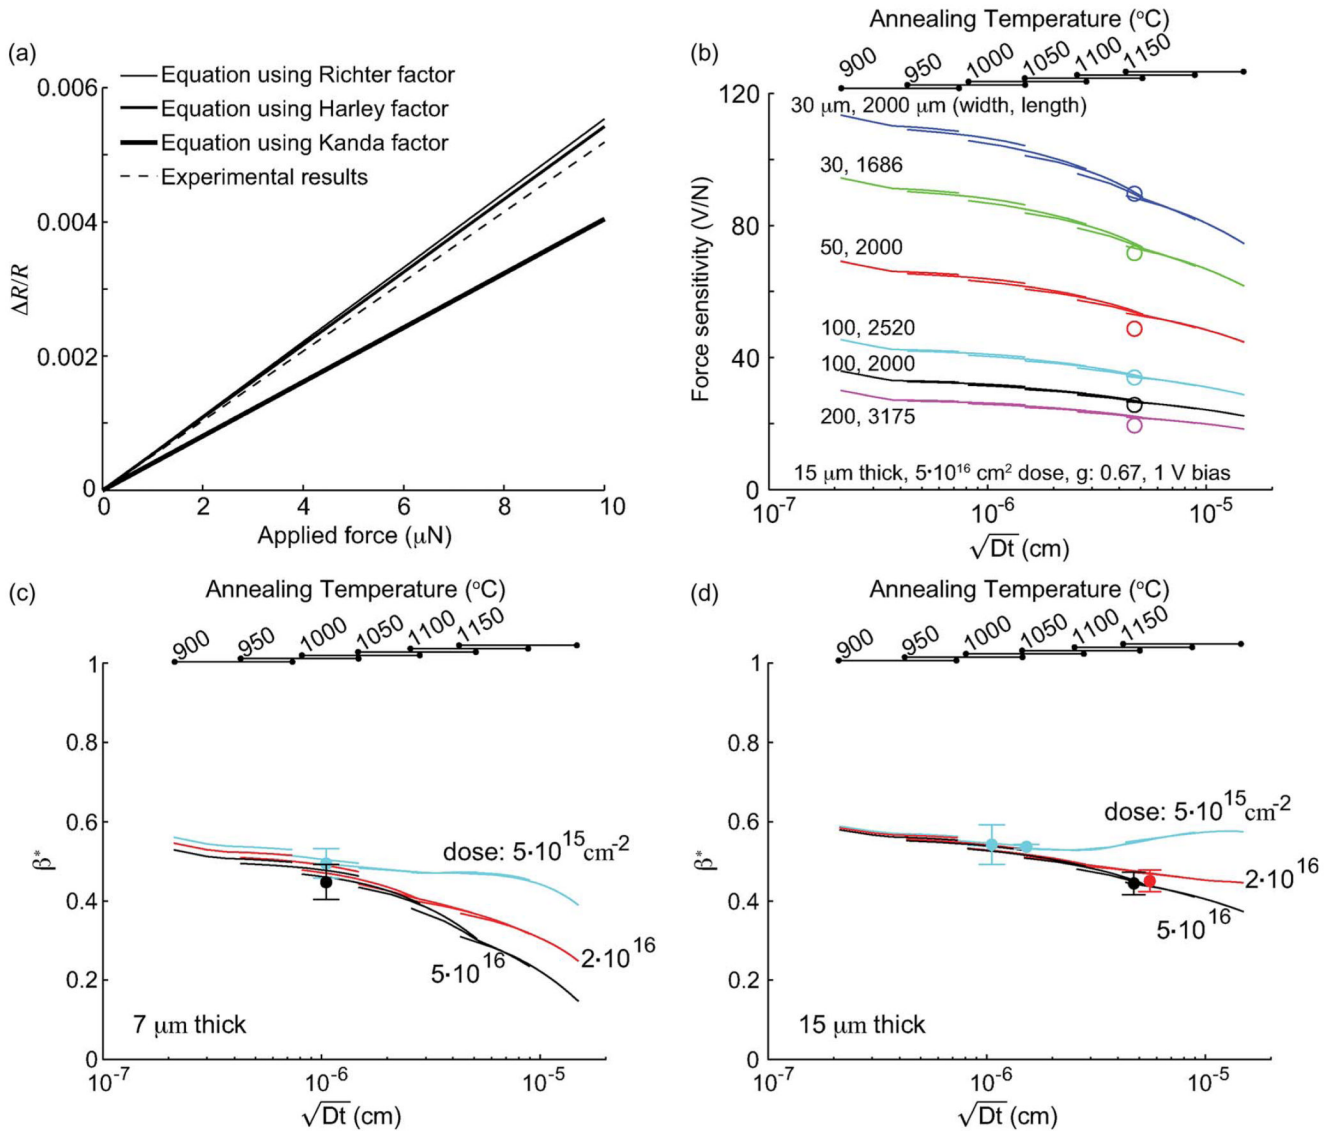 (a)
0.006
0.004
0.002
0
ΔR/R
Equation using Richter factor
Equation using Harley factor
Equation using Kanda factor
Experimental results
0 2 4 6 8 10
Applied force (μN)
(b)
Annealing Temperature (°C)
900 950 1000 1050 1100 1150
120
80
40
0
Force sensitivity (V/N)
30 μm, 2000 μm (width, length)
30, 1686
50, 2000
100, 2520
100, 2000
200, 3175
15 μm thick, 5·10¹⁶ cm² dose, g: 0.67, 1 V bias
10⁻⁷ 10⁻⁶ 10⁻⁵
√Dt (cm)
(c)
Annealing Temperature (°C)
900 950 1000 1050 1100 1150
1
0.8
0.6
0.4
0.2
0
β*
dose: 5·10¹⁵cm-2
2·10¹⁶
5·10¹⁶
7 μm thick
10⁻⁷ 10⁻⁶ 10⁻⁵
√Dt (cm)
(d)
Annealing Temperature (°C)
900 950 1000 1050 1100 1150
1
0.8
0.6
0.4
0.2
0
β*
dose: 5·10¹⁵cm-2
2·10¹⁶
5·10¹⁶
15 μm thick
10⁻⁷ 10⁻⁶ 10⁻⁵
√Dt (cm)